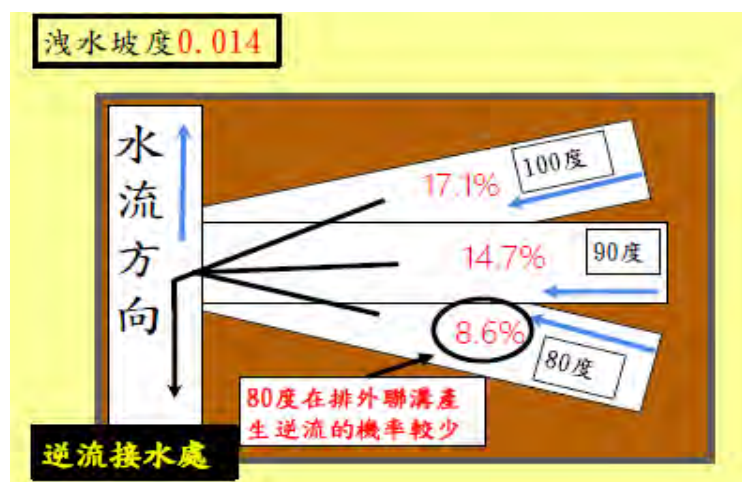 洩水坡度0.014
水流方向
17.1%
100度
14.7%
90度
8.6%
80度
80度在排外聯溝產
生逆流的機率較少
逆流接水處